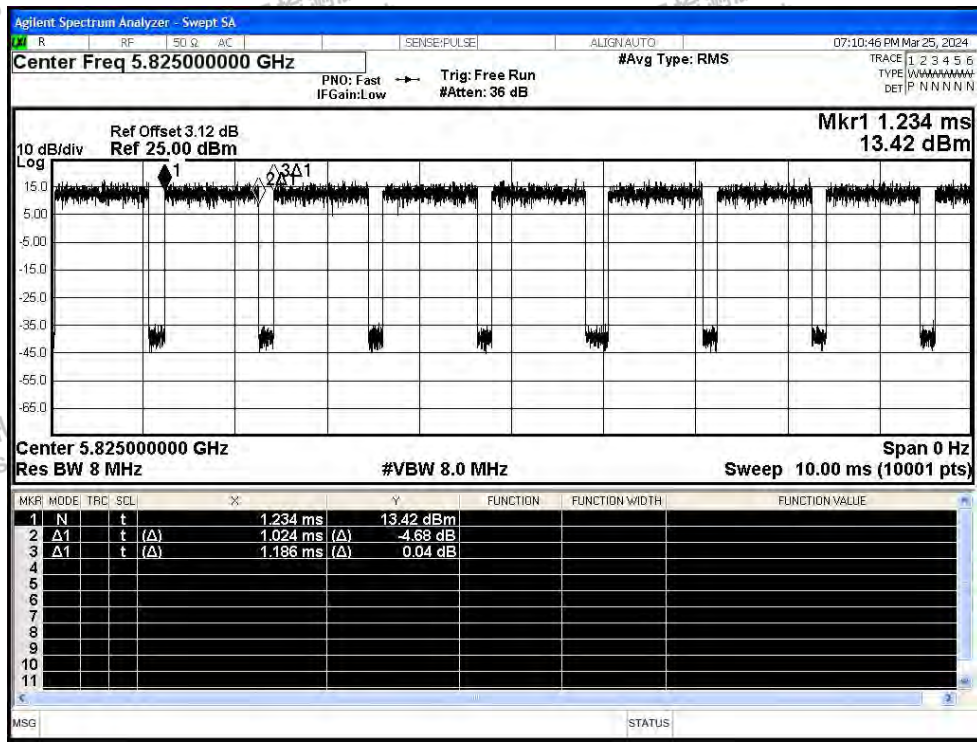 Agilent Spectrum Analyzer - Swept SA
R RF 50 Ω AC SENSE:PULSE ALIGN AUTO 07:10:46 PM Mar 25, 2024
Center Freq 5.825000000 GHz
PNO: Fast
IFGain:Low
Trig: Free Run
#Atten: 36 dB
#Avg Type: RMS
TRACE 1 2 3 4 5 6
TYPE WWWWWW
DET P N N N N N
Mkr1 1.234 ms
13.42 dBm
Ref Offset 3.12 dB
10 dB/div Ref 25.00 dBm
Log
1
2Δ1
3Δ1
15.0
5.00
-5.00
-15.0
-25.0
-35.0
-45.0
-55.0
-65.0
Center 5.825000000 GHz Span 0 Hz
Res BW 8 MHz #VBW 8.0 MHz Sweep 10.00 ms (10001 pts)
MKR MODE TRC SCL X Y FUNCTION FUNCTION WIDTH FUNCTION VALUE
1 N t 1.234 ms 13.42 dBm
2 Δ1 t (Δ) 1.024 ms (Δ) -4.68 dB
3 Δ1 t (Δ) 1.186 ms (Δ) 0.04 dB
4
5
6
7
8
9
10
11
MSG STATUS